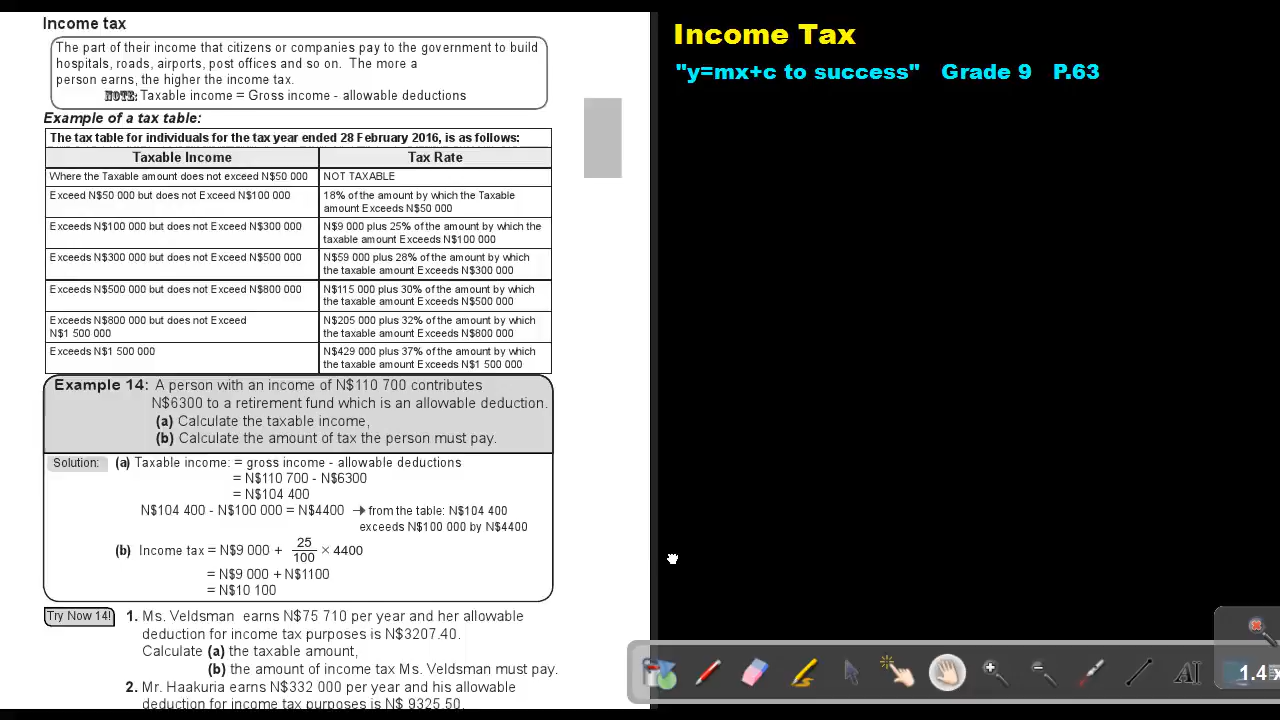 Income tax
The part of their income that citizens or companies pay to the government to build
hospitals, roads, airports, post offices and so on. The more a
person earns, the higher the income tax.
NOTE: Taxable income = Gross income - allowable deductions
Example of a tax table:
The tax table for individuals for the tax year ended 28 February 2016, is as follows:
Taxable Income Tax Rate
Where the Taxable amount does not exceed N$50 000 NOT TAXABLE
Exceed N$50 000 but does not Exceed N$100 000 18% of the amount by which the Taxable
amount Exceeds N$50 000
Exceeds N$100 000 but does not Exceed N$300 000 N$9 000 plus 25% of the amount by which the
taxable amount Exceeds N$100 000
Exceeds N$300 000 but does not Exceed N$500 000 N$59 000 plus 28% of the amount by which
the taxable amount Exceeds N$300 000
Exceeds N$500 000 but does not Exceed N$800 000 N$115 000 plus 30% of the amount by which
the taxable amount Exceeds N$500 000
Exceeds N$800 000 but does not Exceed N$205 000 plus 32% of the amount by which
N$1 500 000 the taxable amount Exceeds N$800 000
Exceeds N$1 500 000 N$429 000 plus 37% of the amount by which
the taxable amount Exceeds N$1 500 000
Example 14: A person with an income of N$110 700 contributes
N$6300 to a retirement fund which is an allowable deduction.
(a) Calculate the taxable income,
(b) Calculate the amount of tax the person must pay.
Solution: (a) Taxable income: = gross income - allowable deductions
= N$110 700 - N$6300
= N$104 400
N$104 400 - N$100 000 = N$4400 → from the table: N$104 400
exceeds N$100 000 by N$4400
(b) Income tax = N$9 000 + 25/100 × 4400
= N$9 000 + N$1100
= N$10 100
Try Now 14! 1. Ms. Veldsman earns N$75 710 per year and her allowable
deduction for income tax purposes is N$3207.40.
Calculate (a) the taxable amount,
(b) the amount of income tax Ms. Veldsman must pay.
2. Mr. Haakuria earns N$332 000 per year and his allowable
deduction for income tax purposes is N$ 9325.50.
Income Tax
"y=mx+c to success" Grade 9 P.63
AI
1.4 x